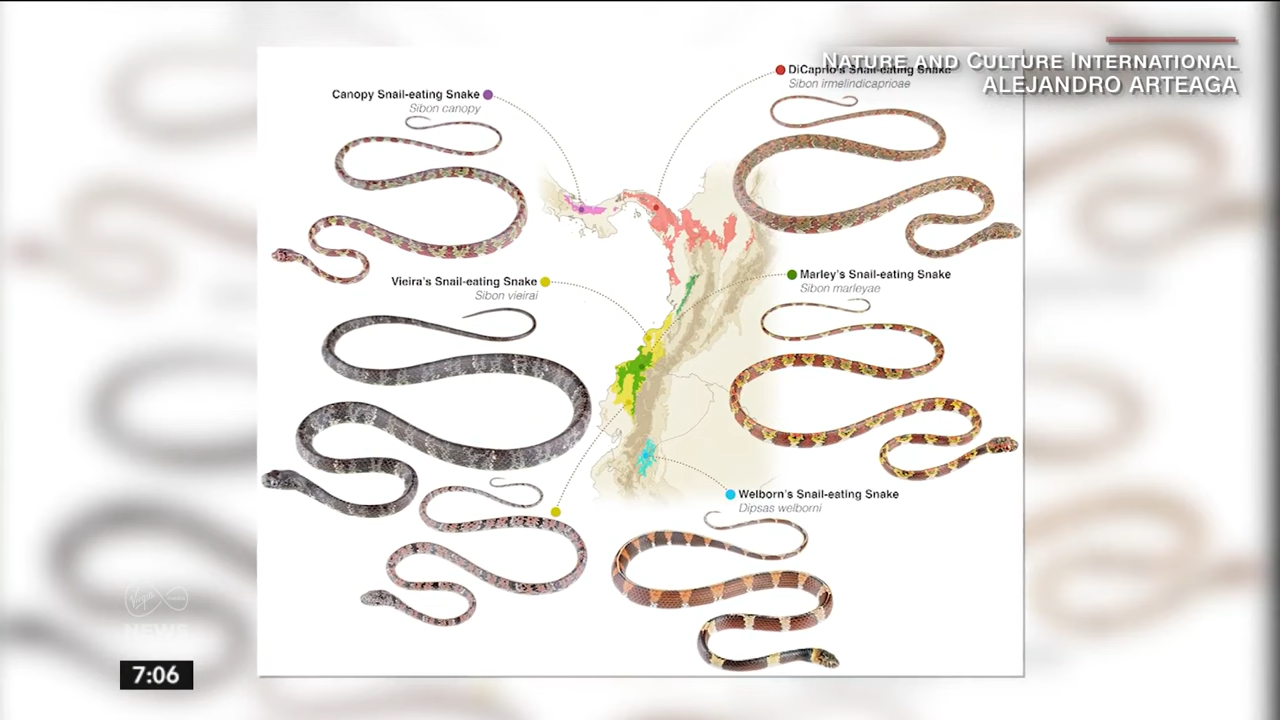 NATURE AND CULTURE INTERNATIONAL
ALEJANDRO ARTEAGA
DiCaprio's Snail-eating Snake
Sibon irmelindicaprioae
Canopy Snail-eating Snake
Sibon canopy
Vieira's Snail-eating Snake
Sibon vieirai
Marley's Snail-eating Snake
Sibon marleyae
Welborn's Snail-eating Snake
Dipsas welborni
Virgin
NEWS
7:06